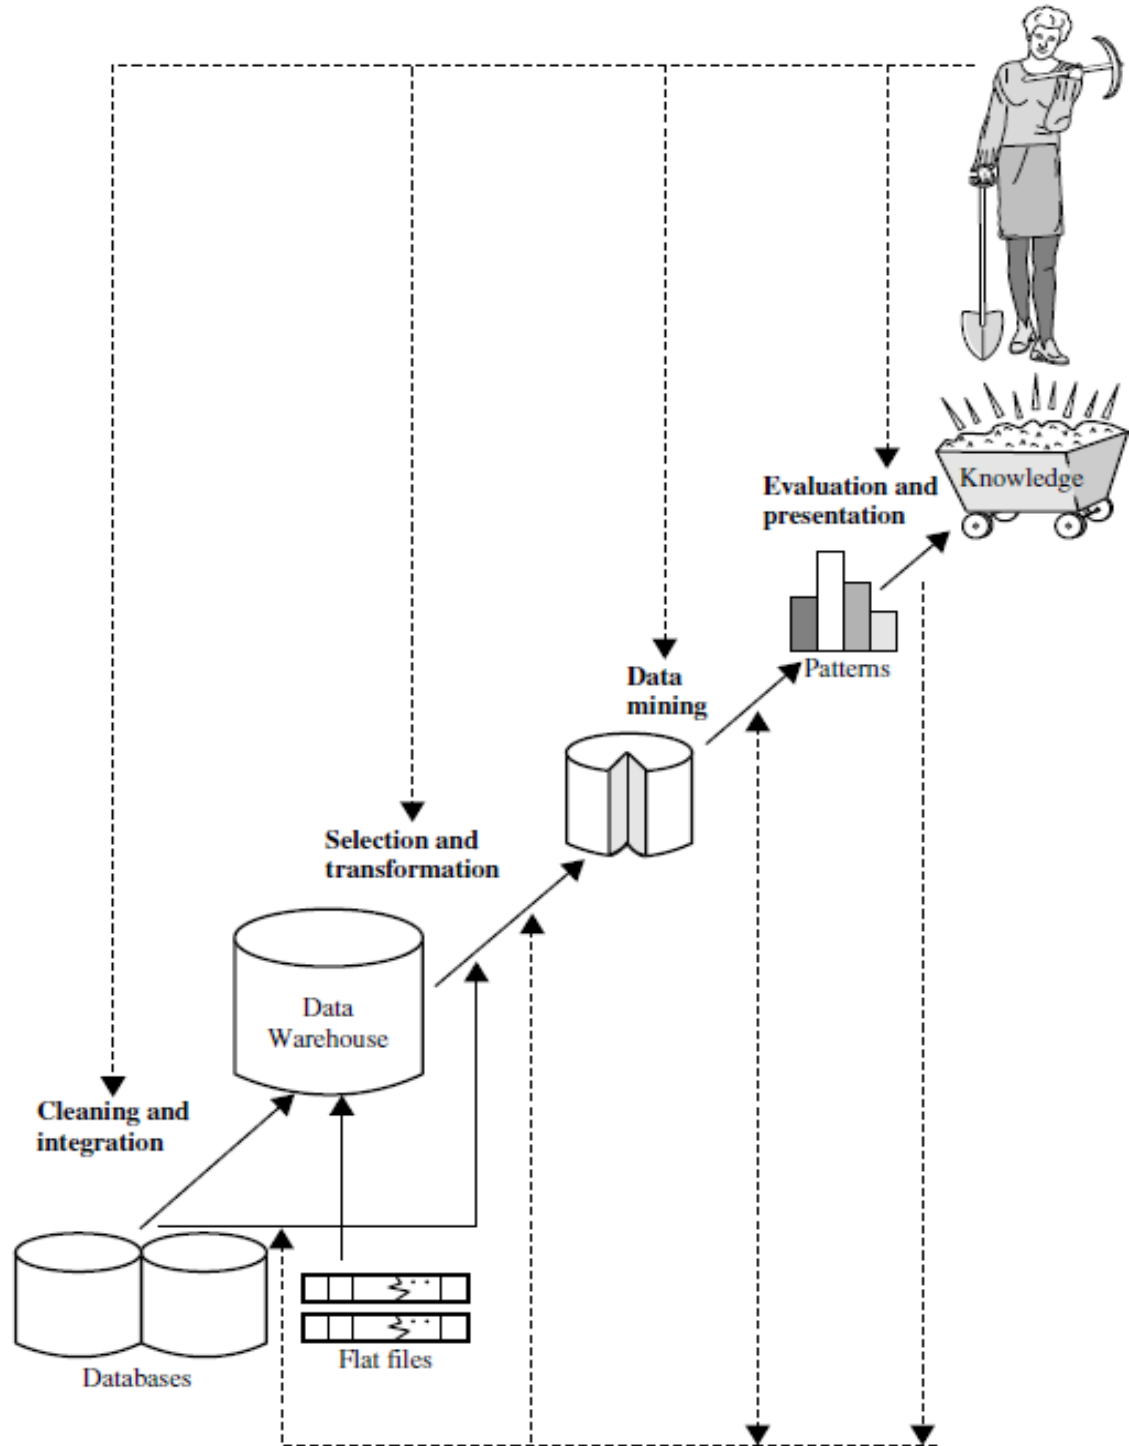 Knowledge
Evaluation and
presentation
Patterns
Data
mining
Selection and
transformation
Data
Warehouse
Cleaning and
integration
Flat files
Databases